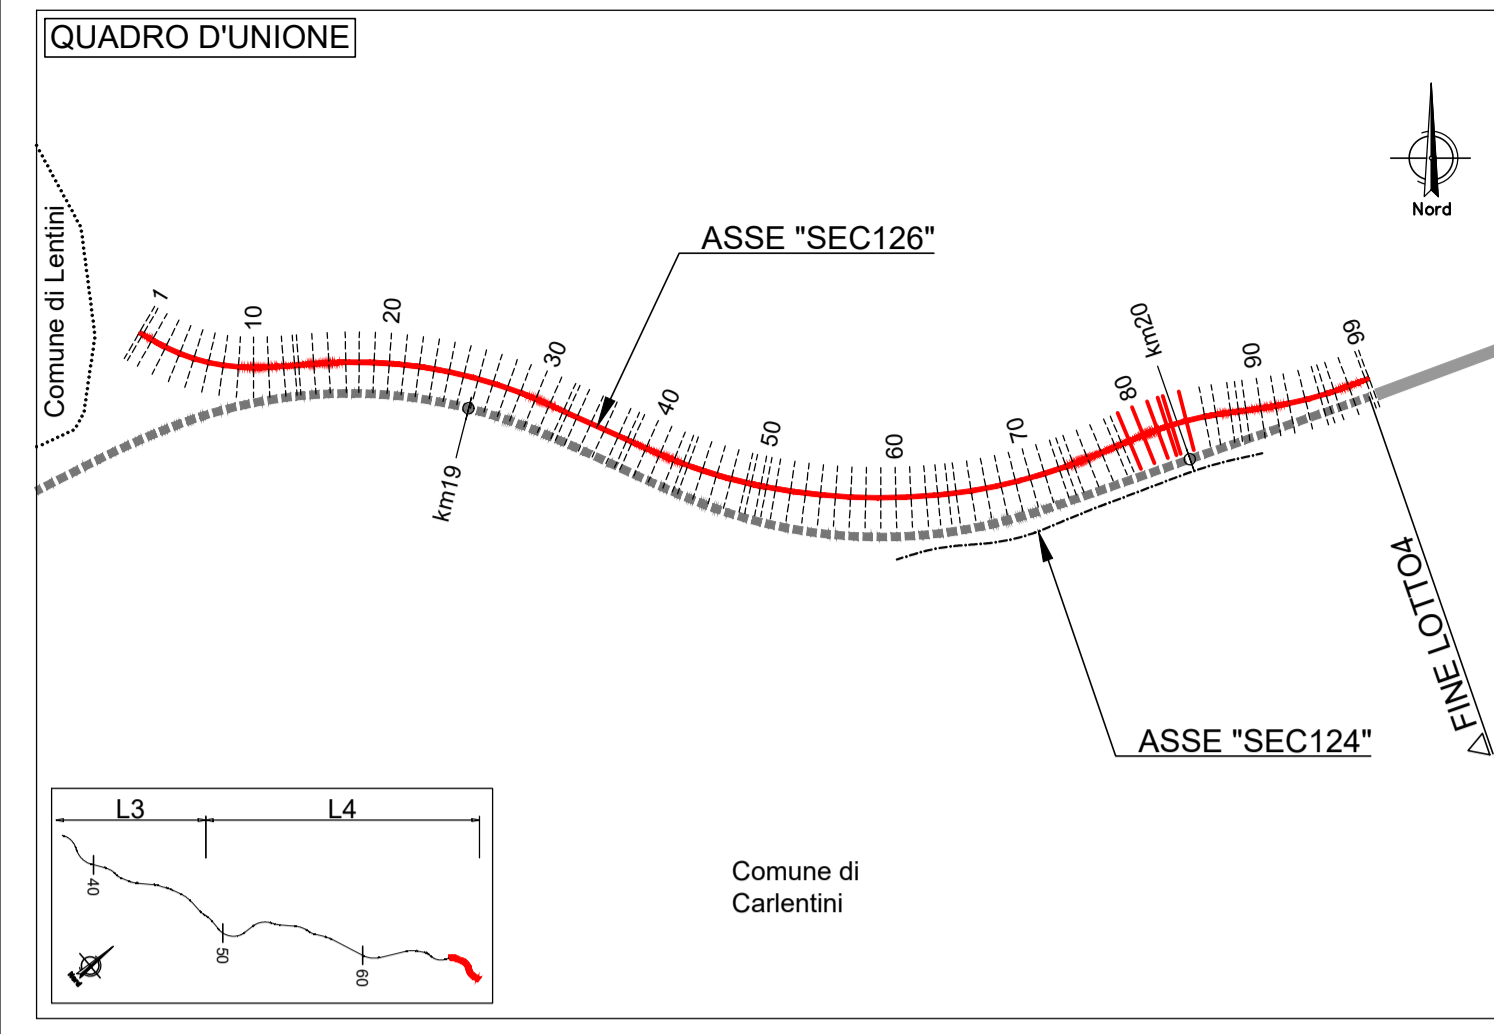 QUADRO D'UNIONE
Nord
Comune di Lentini
ASSE "SEC126"
1
10
20
30
40
50
60
70
80
90
99
km19
km20
FINE LOTTO4
ASSE "SEC124"
L3
L4
40
50
60
Comune di
Carlentini